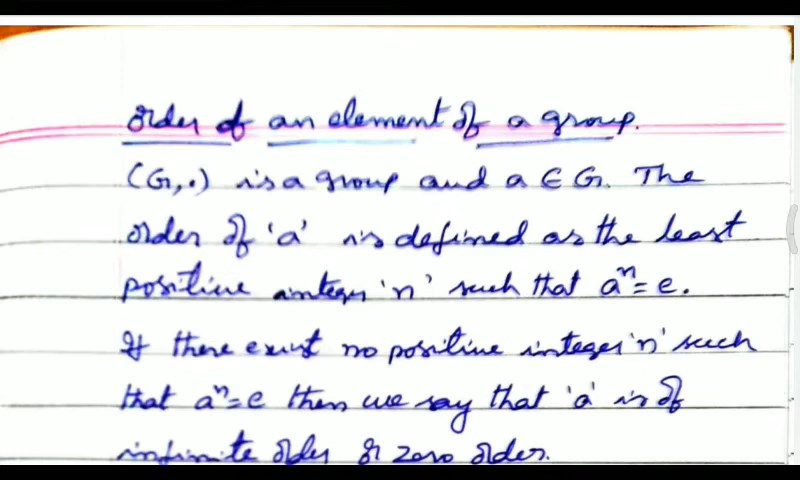 order of an element of a group.
(G,.) is a group and a ∈ G. The
order of 'a' is defined as the least
positive integer 'n' such that aⁿ = e.
If there exist no positive integer 'n' such
that aⁿ = e then we say that 'a' is of
infinite order or zero order.